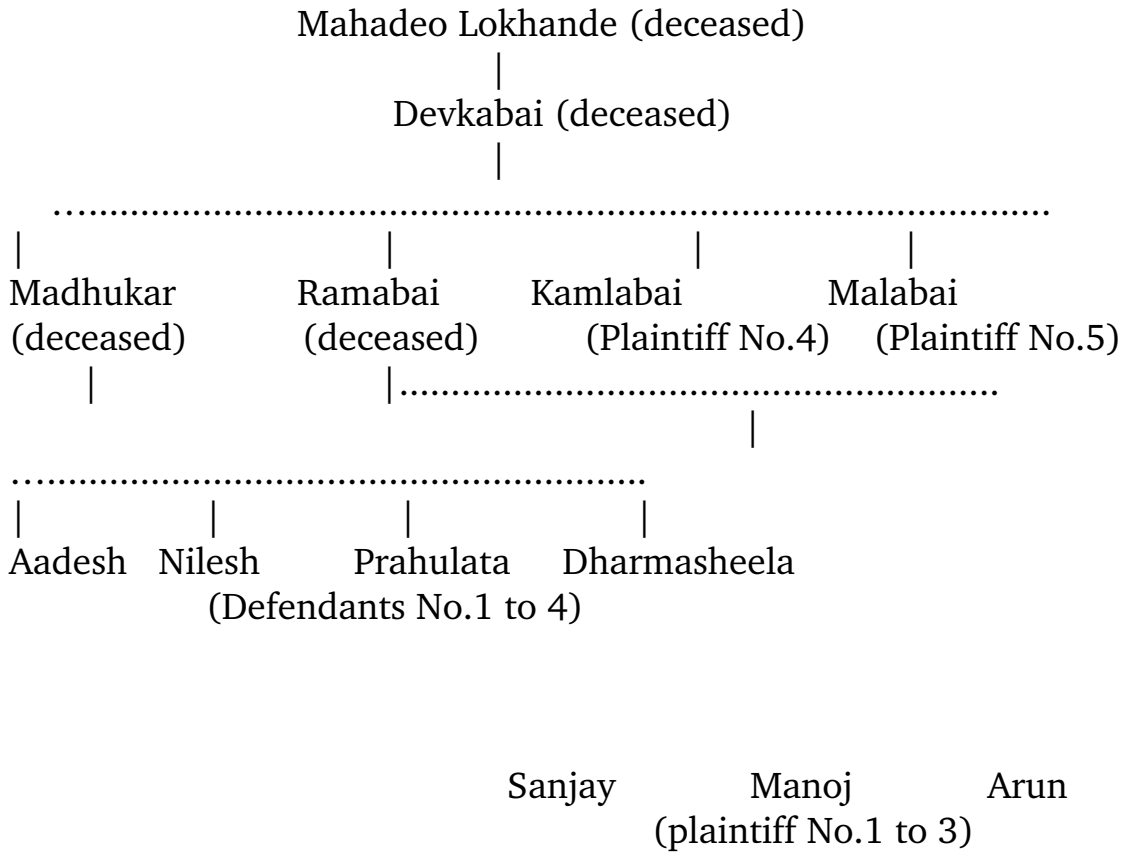 Mahadeo Lokhande (deceased)
|
Devkabai (deceased)
|
…............................................................................
| | | |
Madhukar Ramabai Kamlabai Malabai
(deceased) (deceased) (Plaintiff No.4) (Plaintiff No.5)
| |.....................................................
|
…................................................
| | | |
Aadesh Nilesh Prahulata Dharmasheela
(Defendants No.1 to 4)
Sanjay Manoj Arun
(plaintiff No.1 to 3)